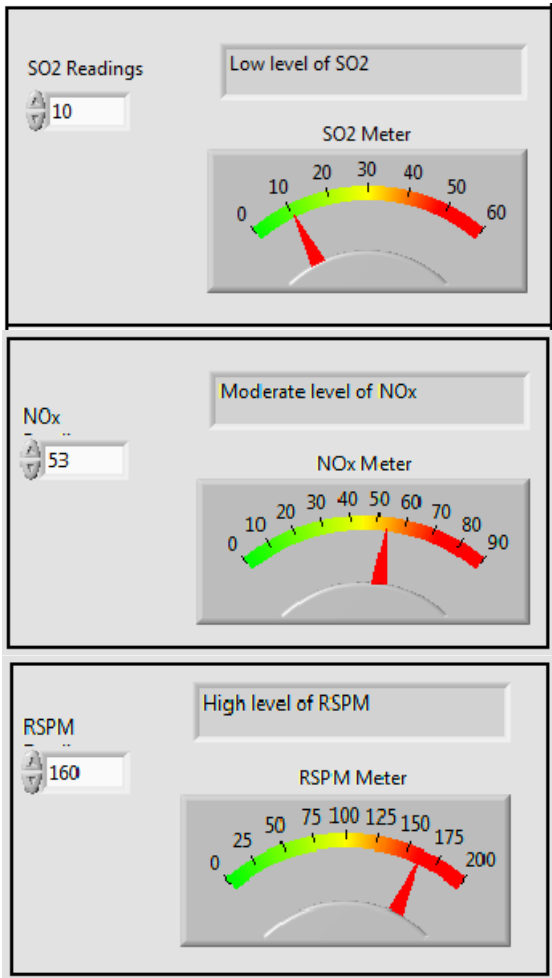 SO2 Readings
Low level of SO2
10
SO2 Meter
0 10 20 30 40 50 60
NOx
Moderate level of NOx
53
NOx Meter
0 10 20 30 40 50 60 70 80 90
RSPM
High level of RSPM
160
RSPM Meter
0 25 50 75 100 125 150 175 200